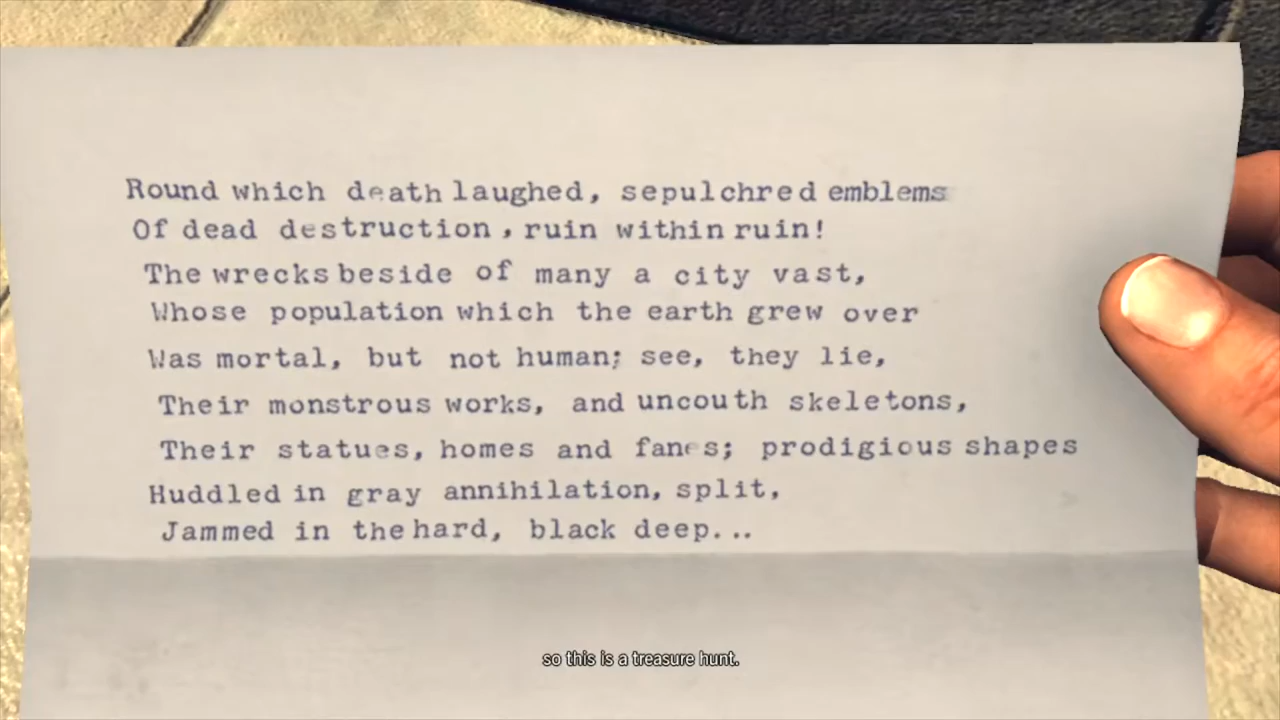 Round which death laughed, sepulchred emblems
Of dead destruction, ruin within ruin!
The wrecks beside of many a city vast,
Whose population which the earth grew over
Was mortal, but not human; see, they lie,
Their monstrous works, and uncouth skeletons,
Their statues, homes and fanes; prodigious shapes
Huddled in gray annihilation, split,
Jammed in the hard, black deep...
so this is a treasure hunt.